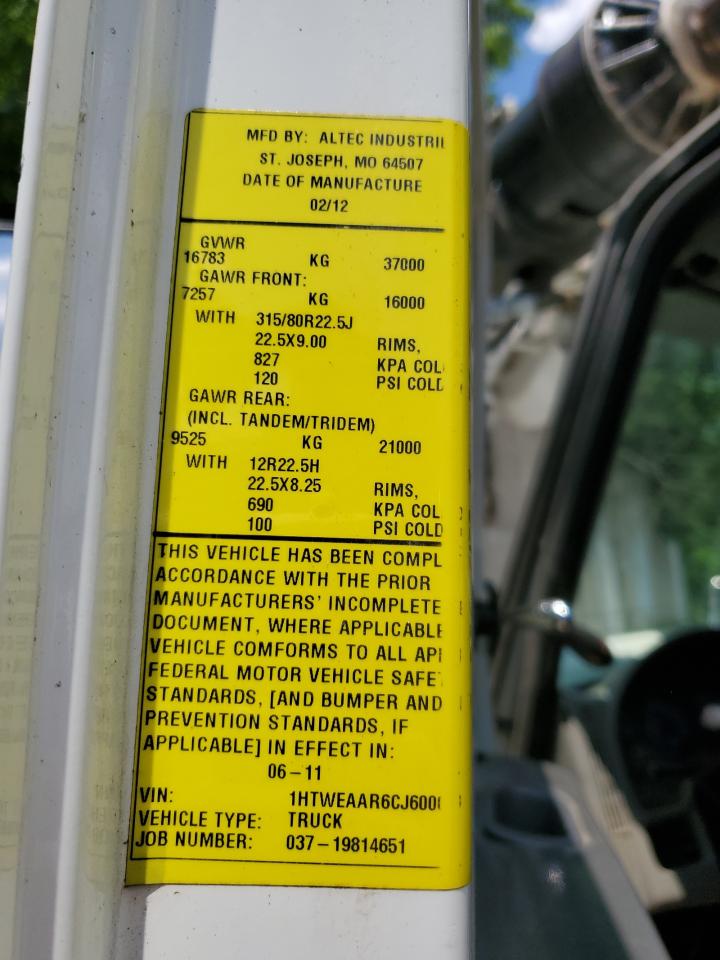 MFD BY: ALTEC INDUSTRIE
ST. JOSEPH, MO 64507
DATE OF MANUFACTURE
02/12
GVWR
16783 KG 37000
GAWR FRONT:
7257 KG 16000
WITH 315/80R22.5J
22.5X9.00 RIMS,
827 KPA COL
120 PSI COLD
GAWR REAR:
(INCL. TANDEM/TRIDEM)
9525 KG 21000
WITH 12R22.5H
22.5X8.25 RIMS,
690 KPA COL
100 PSI COLD
THIS VEHICLE HAS BEEN COMPL
ACCORDANCE WITH THE PRIOR
MANUFACTURERS' INCOMPLETE
DOCUMENT, WHERE APPLICABLE
VEHICLE COMFORMS TO ALL AP
FEDERAL MOTOR VEHICLE SAFE
STANDARDS, [AND BUMPER AND
PREVENTION STANDARDS, IF
APPLICABLE] IN EFFECT IN:
06-11
VIN: 1HTWEAAR6CJ600
VEHICLE TYPE: TRUCK
JOB NUMBER: 037-19814651